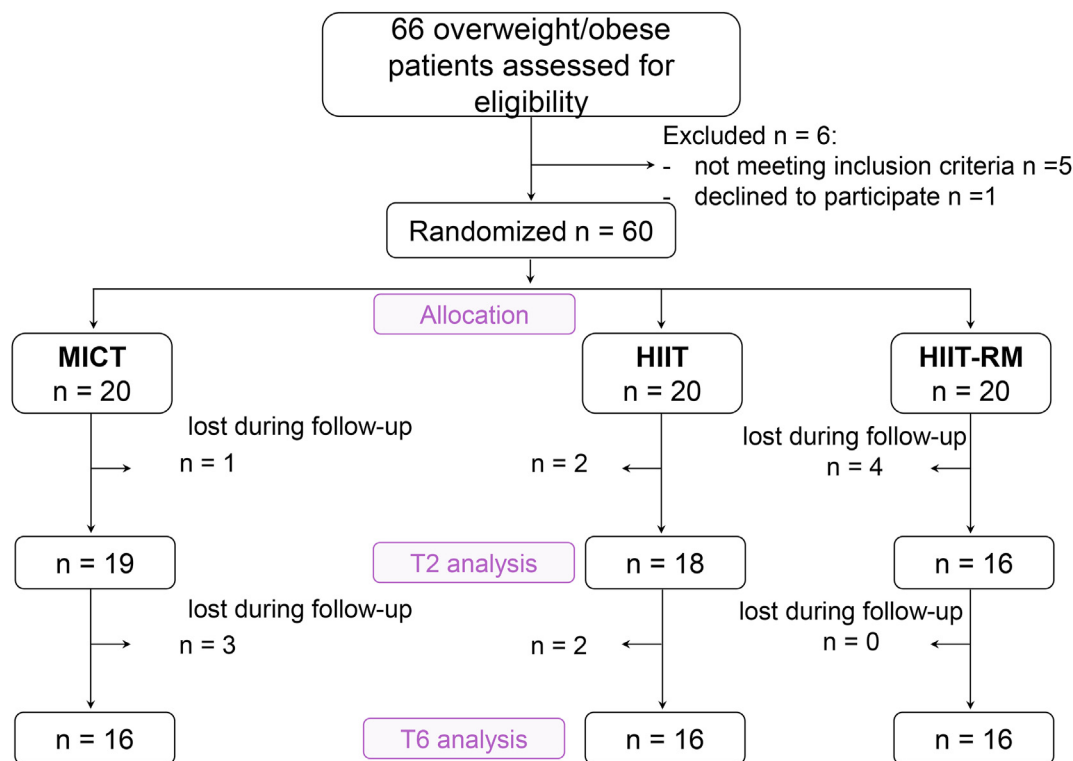 66 overweight/obese
patients assessed for
eligibility
Excluded n = 6:
- not meeting inclusion criteria n =5
- declined to participate n =1
Randomized n = 60
Allocation
MICT
n = 20
HIIT
n = 20
HIIT-RM
n = 20
lost during follow-up
n = 1
n = 2
lost during follow-up
n = 4
n = 19
T2 analysis
n = 18
n = 16
lost during follow-up
n = 3
n = 2
lost during follow-up
n = 0
n = 16
T6 analysis
n = 16
n = 16